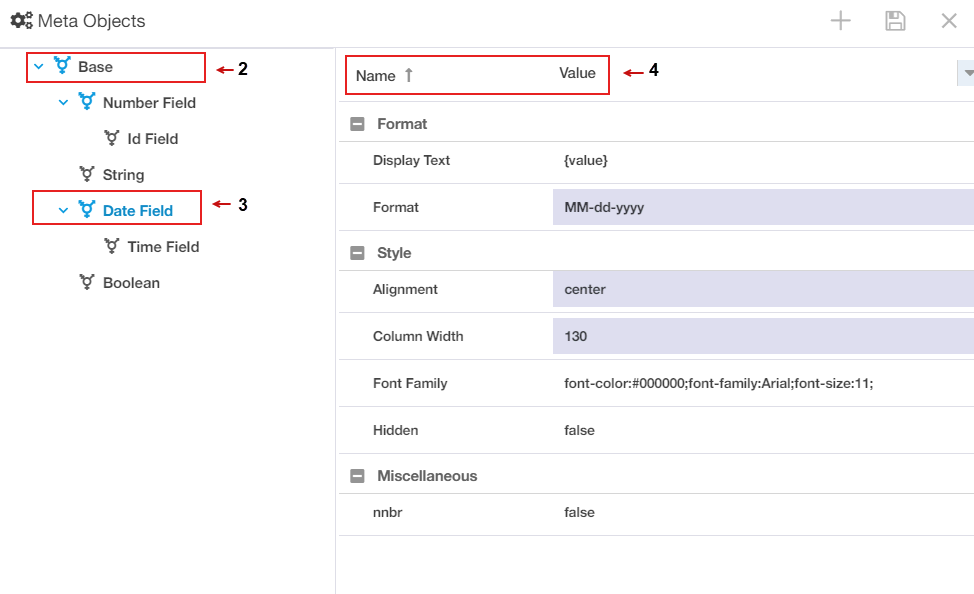 Meta Objects
Base
2
Number Field
Id Field
String
Date Field
3
Time Field
Boolean
Name Value
4
Format
Display Text {value}
Format MM-dd-yyyy
Style
Alignment center
Column Width 130
Font Family font-color:#000000;font-family:Arial;font-size:11;
Hidden false
Miscellaneous
nnbr false